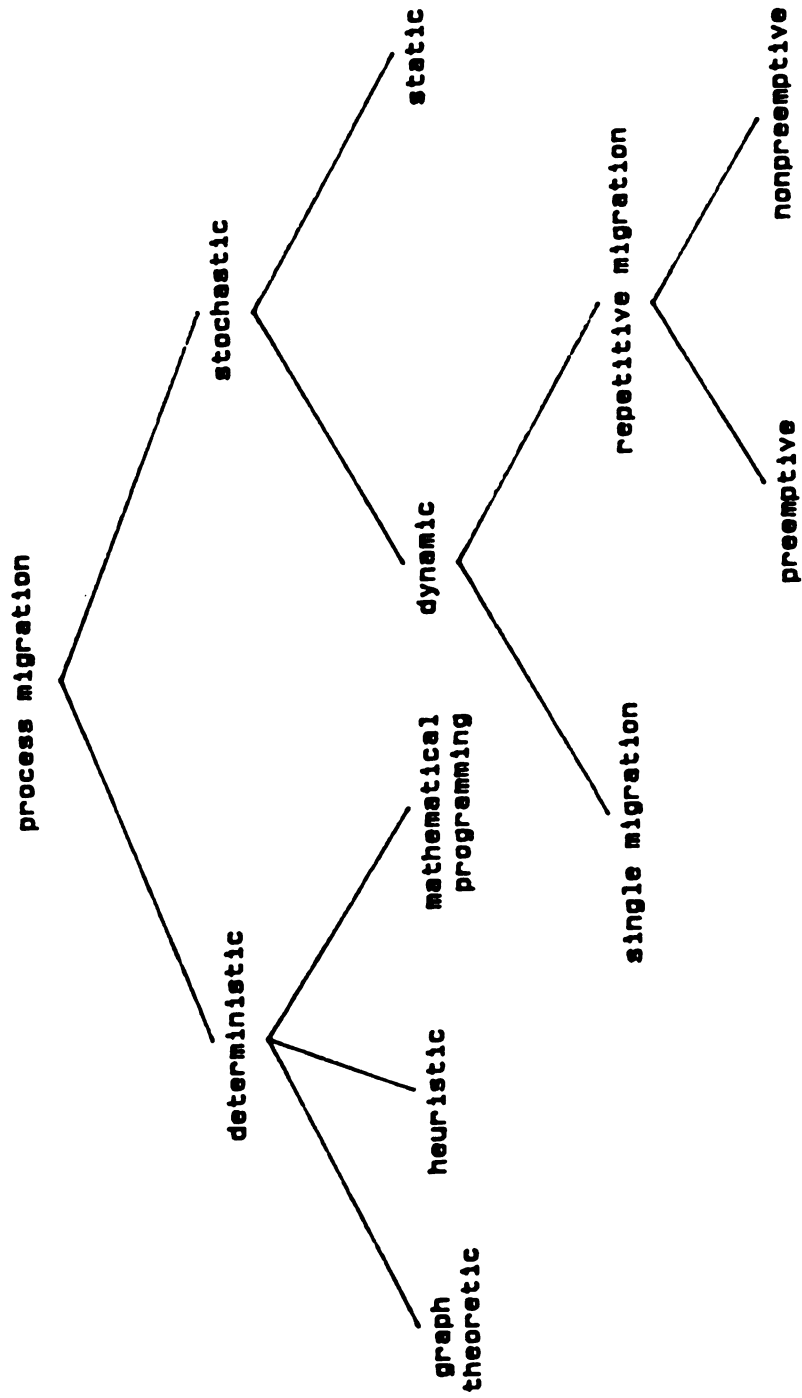 process migration
deterministic
stochastic
graph
theoretic
heuristic
mathematical
programming
dynamic
static
single migration
repetitive migration
preemptive
nonpreemptive